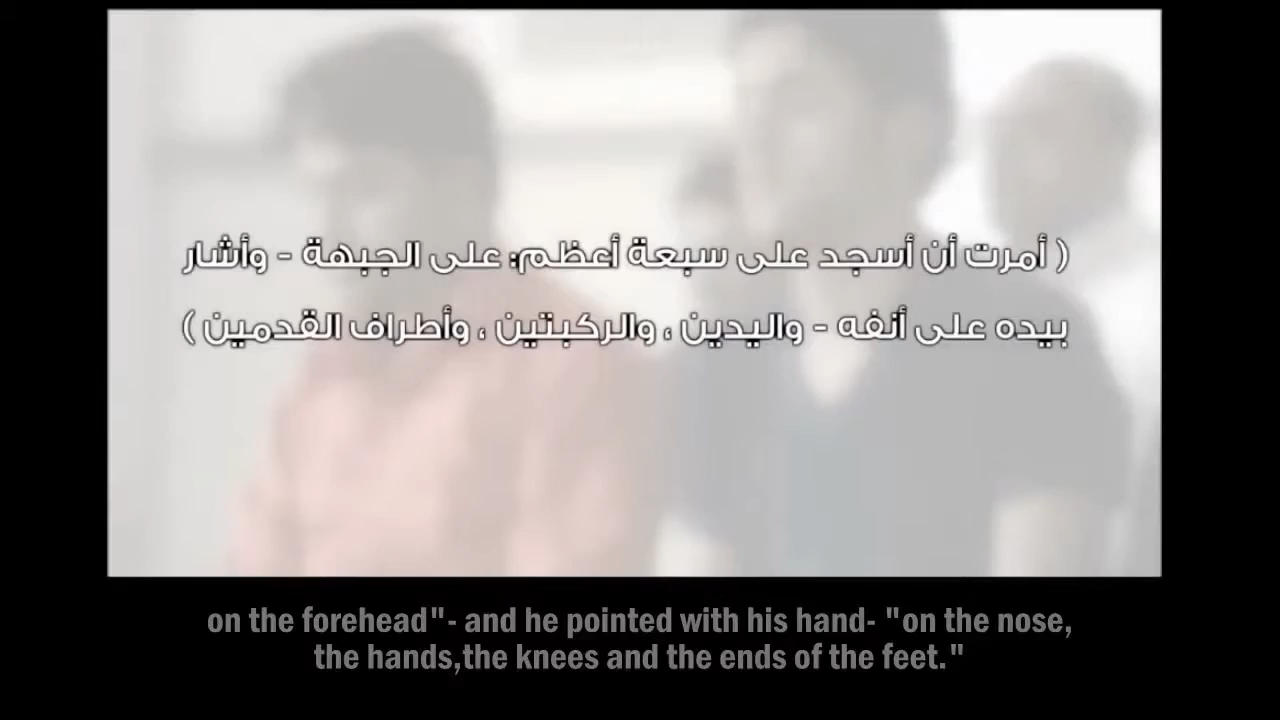 ( أمرت أن أسجد على سبعة أعظم: على الجبهة - وأشار
بيده على أنفه - واليدين ، والركبتين ، وأطراف القدمين )
on the forehead"- and he pointed with his hand- "on the nose,
the hands,the knees and the ends of the feet."